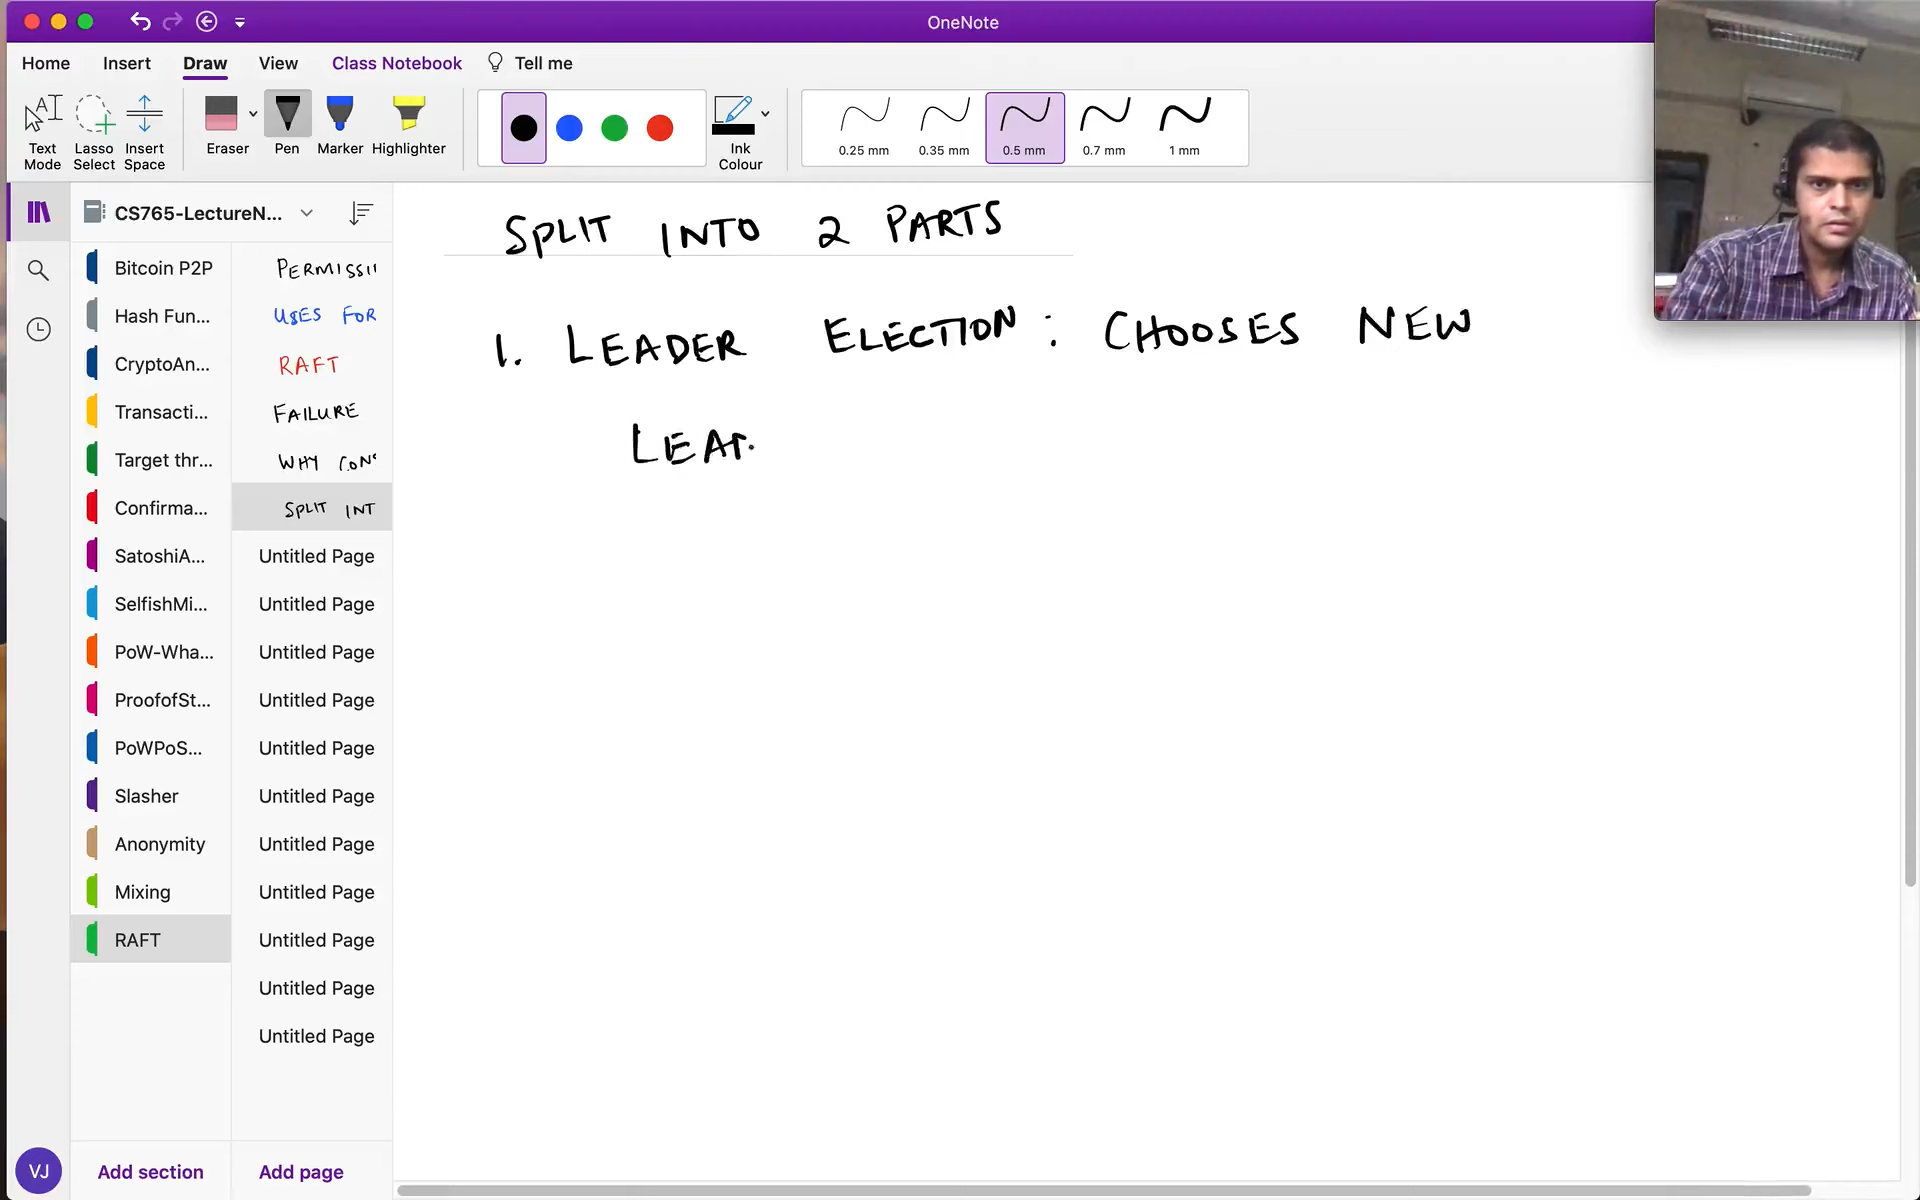 OneNote
Home Insert Draw View Class Notebook Tell me
Text Mode
Lasso Select
Insert Space
Eraser
Pen
Marker
Highlighter
Ink Colour
0.25 mm
0.35 mm
0.5 mm
0.7 mm
1 mm
CS765-LectureN...
Bitcoin P2P
Hash Fun...
CryptoAn...
Transacti...
Target thr...
Confirma...
SatoshiA...
SelfishMi...
PoW-Wha...
ProofofSt...
PoWPoS...
Slasher
Anonymity
Mixing
RAFT
Add section
PERMISSI
USES FOR
RAFT
FAILURE
WHY CONS
SPLIT INT
Untitled Page
Untitled Page
Untitled Page
Untitled Page
Untitled Page
Untitled Page
Untitled Page
Untitled Page
Untitled Page
Untitled Page
Untitled Page
Add page
VJ
SPLIT INTO 2 PARTS
1. LEADER ELECTION : CHOOSES NEW